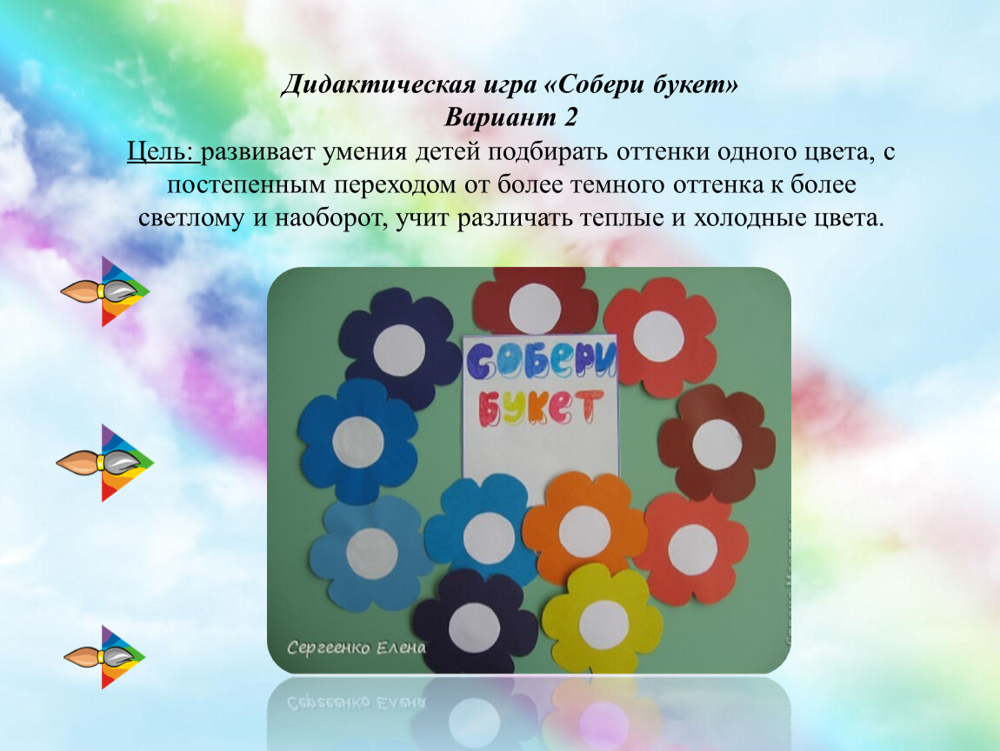 Дидактическая игра «Собери букет»
Вариант 2
Цель: развивает умения детей подбирать оттенки одного цвета, с
постепенным переходом от более темного оттенка к более
светлому и наоборот, учит различать теплые и холодные цвета.
СОБЕРИ
БУКЕТ
Сергеенко Елена